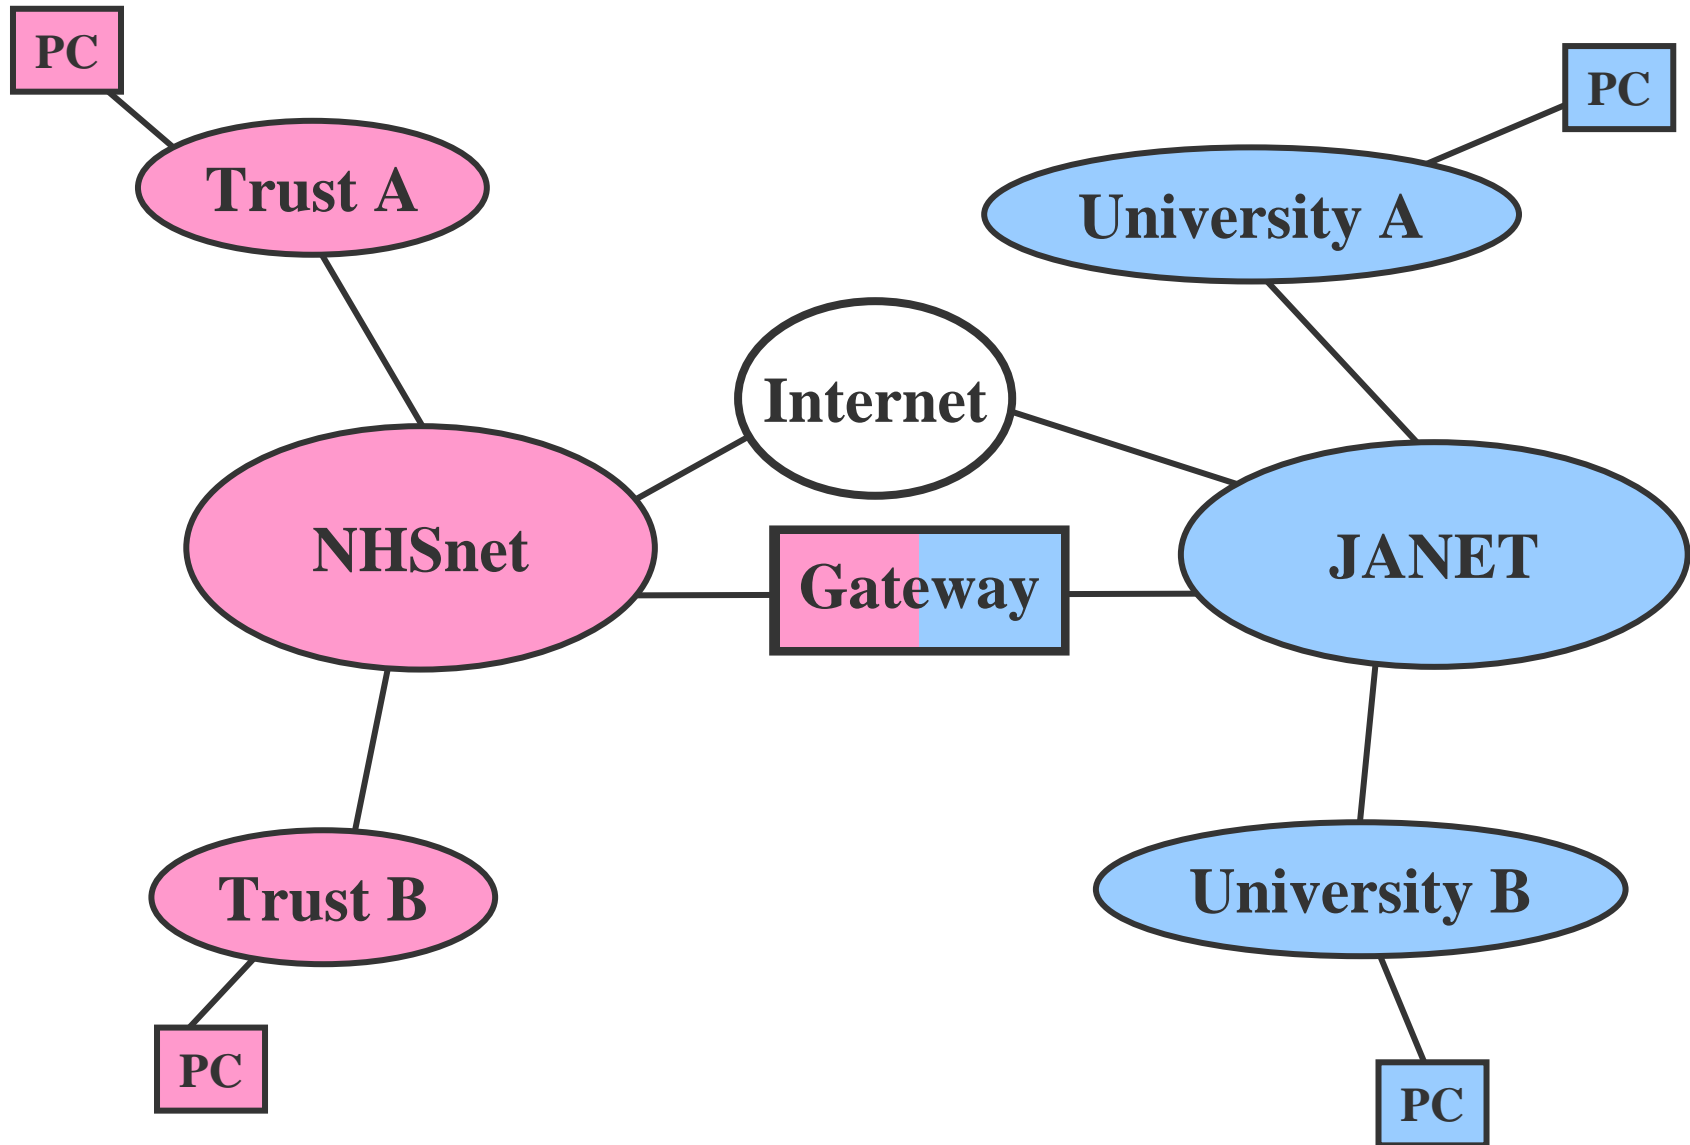 PC
PC
Trust A
University A
Internet
NHSnet
JANET
Gateway
Trust B
University B
PC
PC